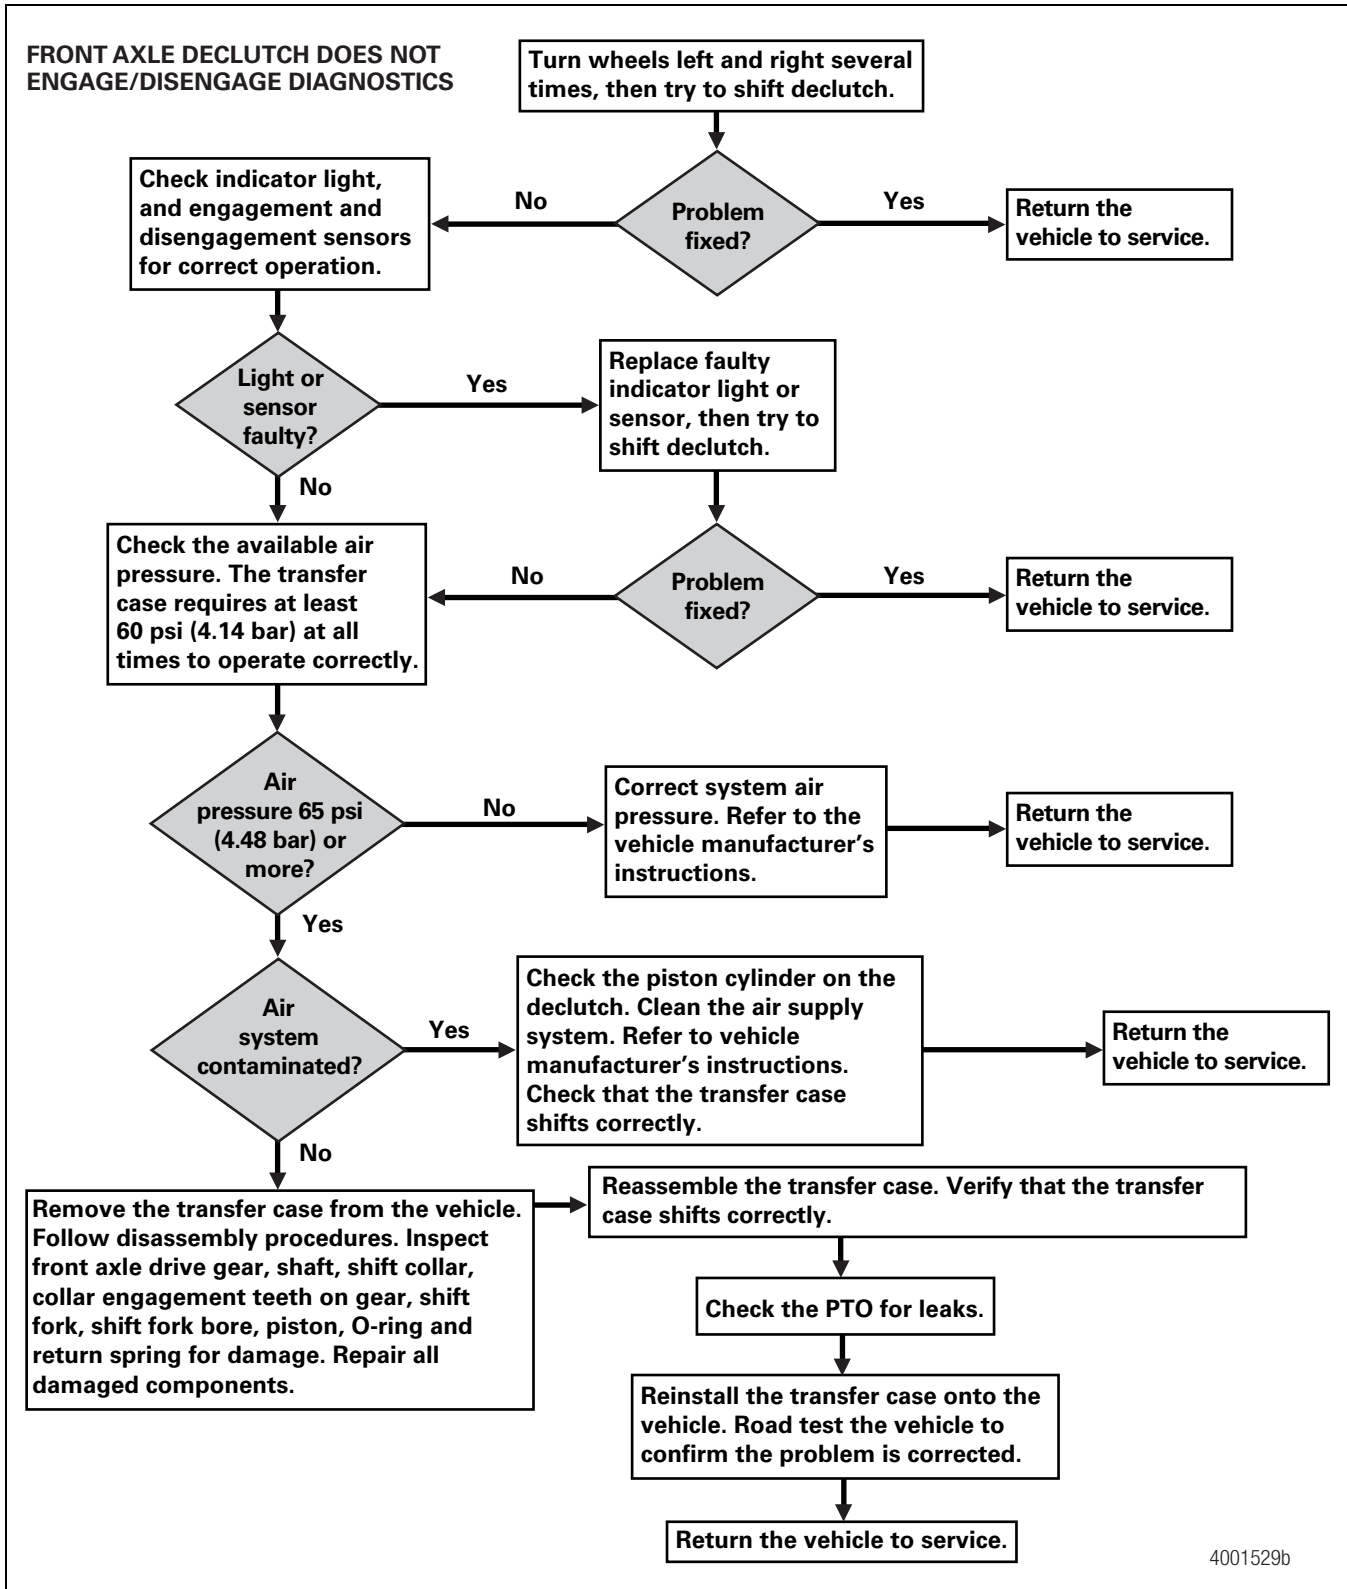 FRONT AXLE DECLUTCH DOES NOT
ENGAGE/DISENGAGE DIAGNOSTICS
Turn wheels left and right several
times, then try to shift declutch.
Problem
fixed?
No
Yes
Check indicator light,
and engagement and
disengagement sensors
for correct operation.
Return the
vehicle to service.
Light or
sensor
faulty?
Yes
No
Replace faulty
indicator light or
sensor, then try to
shift declutch.
Problem
fixed?
No
Yes
Return the
vehicle to service.
Check the available air
pressure. The transfer
case requires at least
60 psi (4.14 bar) at all
times to operate correctly.
Air
pressure 65 psi
(4.48 bar) or
more?
No
Yes
Correct system air
pressure. Refer to the
vehicle manufacturer's
instructions.
Return the
vehicle to service.
Air
system
contaminated?
Yes
No
Check the piston cylinder on the
declutch. Clean the air supply
system. Refer to vehicle
manufacturer's instructions.
Check that the transfer case
shifts correctly.
Return the
vehicle to service.
Remove the transfer case from the vehicle.
Follow disassembly procedures. Inspect
front axle drive gear, shaft, shift collar,
collar engagement teeth on gear, shift
fork, shift fork bore, piston, O-ring and
return spring for damage. Repair all
damaged components.
Reassemble the transfer case. Verify that the transfer
case shifts correctly.
Check the PTO for leaks.
Reinstall the transfer case onto the
vehicle. Road test the vehicle to
confirm the problem is corrected.
Return the vehicle to service.
4001529b